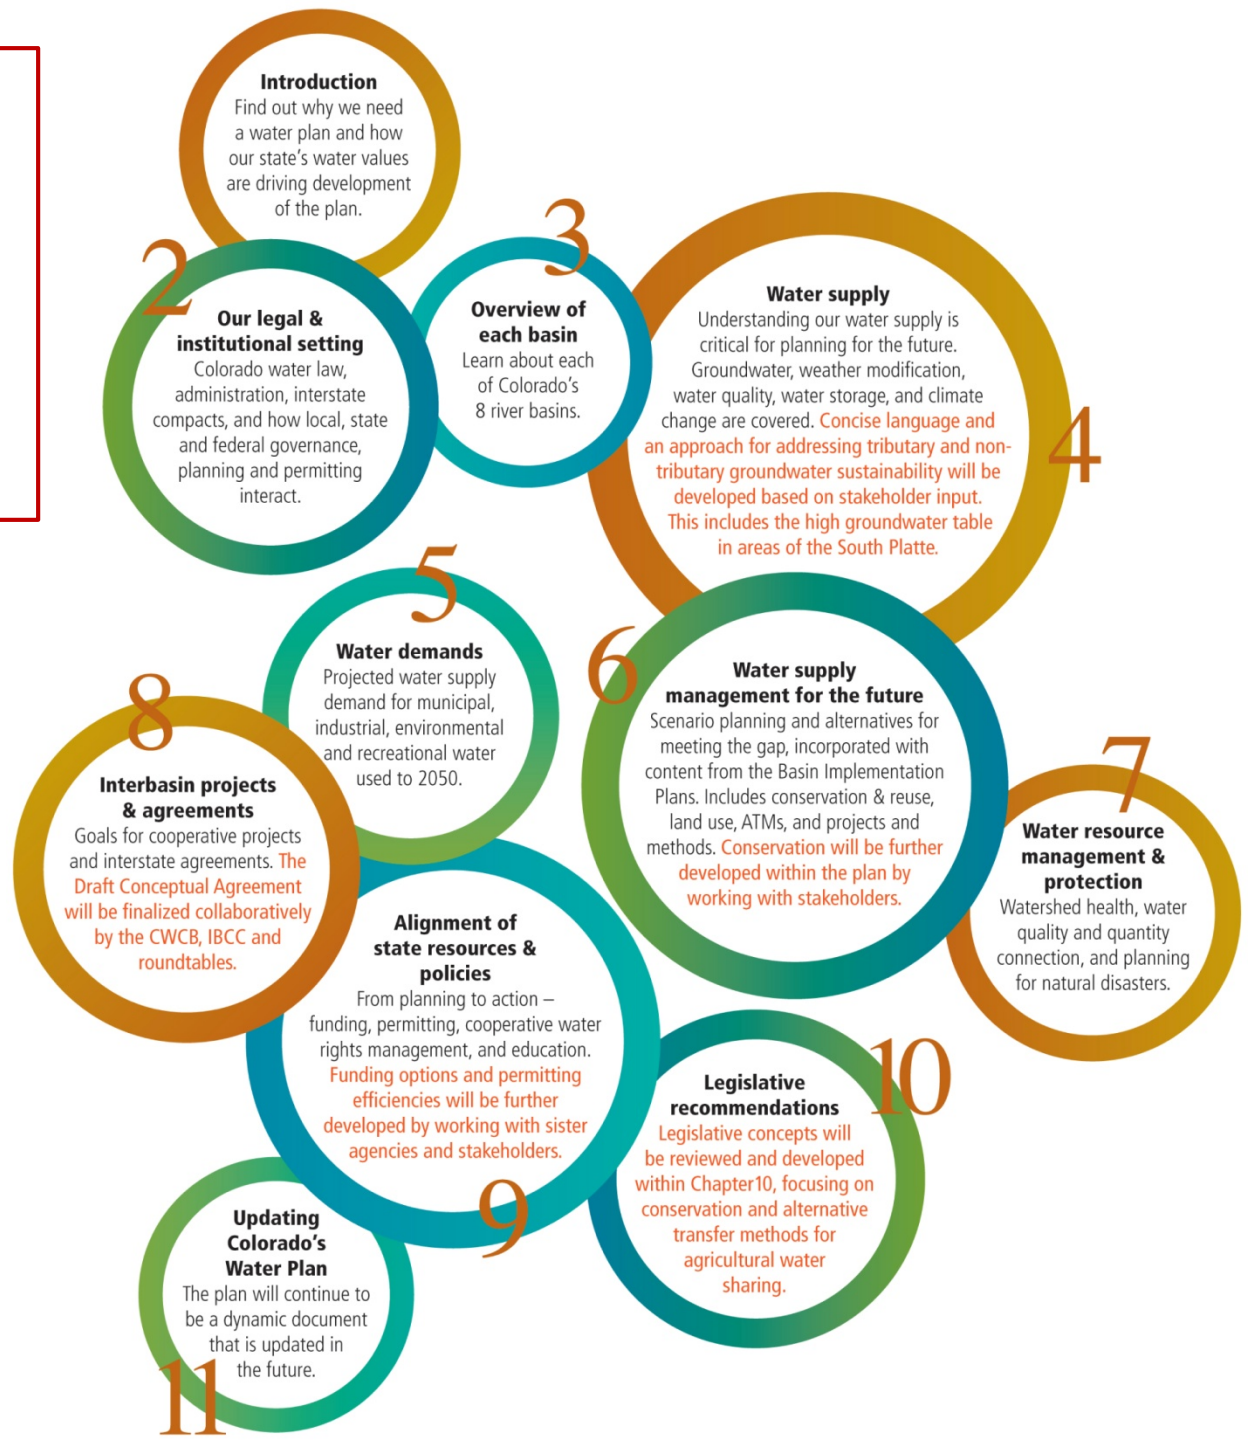 Introduction
Find out why we need
a water plan and how
our state's water values
are driving development
of the plan.
2
Our legal &
institutional setting
Colorado water law,
administration, interstate
compacts, and how local, state
and federal governance,
planning and permitting
interact.
3
Overview of
each basin
Learn about each
of Colorado's
8 river basins.
4
Water supply
Understanding our water supply is
critical for planning for the future.
Groundwater, weather modification,
water quality, water storage, and climate
change are covered. Concise language and
an approach for addressing tributary and non-
tributary groundwater sustainability will be
developed based on stakeholder input.
This includes the high groundwater table
in areas of the South Platte.
5
Water demands
Projected water supply
demand for municipal,
industrial, environmental
and recreational water
used to 2050.
6
Water supply
management for the future
Scenario planning and alternatives for
meeting the gap, incorporated with
content from the Basin Implementation
Plans. Includes conservation & reuse,
land use, ATMs, and projects and
methods. Conservation will be further
developed within the plan by
working with stakeholders.
7
Water resource
management &
protection
Watershed health, water
quality and quantity
connection, and planning
for natural disasters.
8
Interbasin projects
& agreements
Goals for cooperative projects
and interstate agreements. The
Draft Conceptual Agreement
will be finalized collaboratively
by the CWCB, IBCC and
roundtables.
Alignment of
state resources &
policies
From planning to action –
funding, permitting, cooperative water
rights management, and education.
Funding options and permitting
efficiencies will be further
developed by working with sister
agencies and stakeholders.
9
10
Legislative
recommendations
Legislative concepts will
be reviewed and developed
within Chapter10, focusing on
conservation and alternative
transfer methods for
agricultural water
sharing.
Updating
Colorado's
Water Plan
The plan will continue to
be a dynamic document
that is updated in
the future.
11